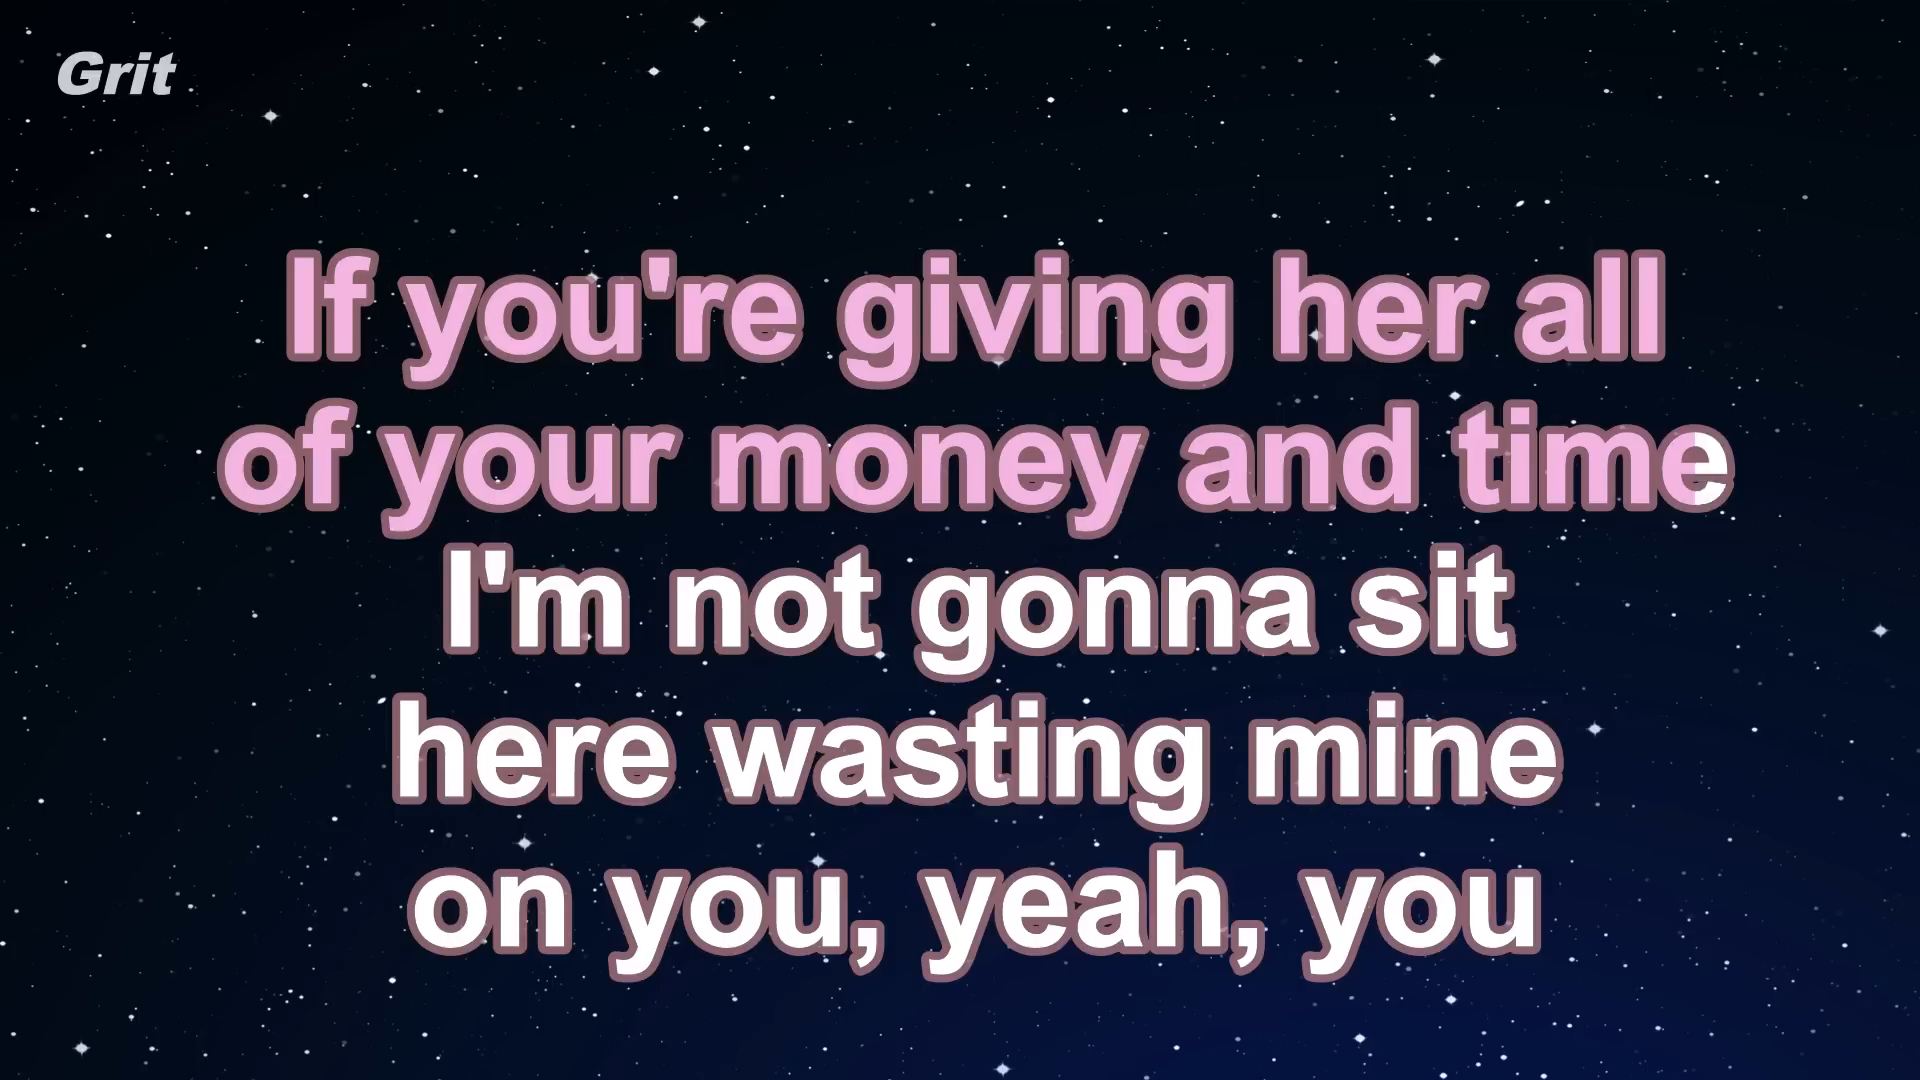 Grit
If you're giving her all
of your money and time
I'm not gonna sit
here wasting mine
on you, yeah, you